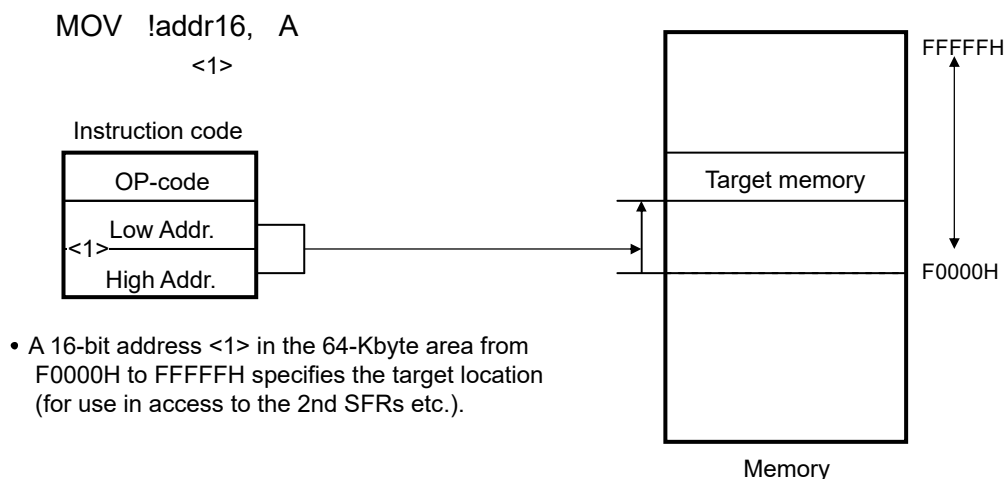 MOV !addr16, A
<1>
Instruction code
OP-code
Low Addr.
<1>
High Addr.
• A 16-bit address <1> in the 64-Kbyte area from
F0000H to FFFFFH specifies the target location
(for use in access to the 2nd SFRs etc.).
FFFFFH
Target memory
F0000H
Memory